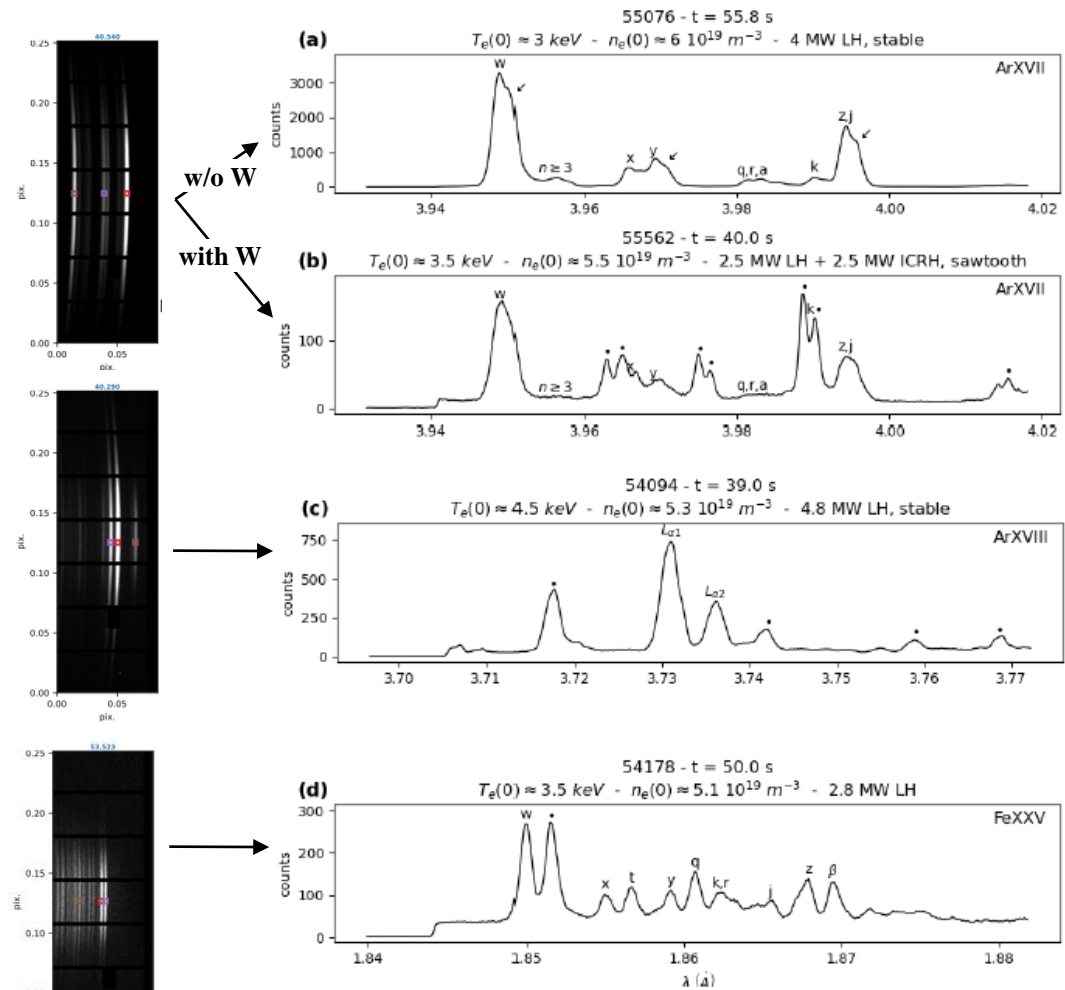 40.540
0.25
0.20
0.15
0.10
0.05
0.00
pix.
0.00 0.05
pix.
w/o W
with W
55076 - t = 55.8 s
(a) Te(0) ≈ 3 keV - ne(0) ≈ 6 10^19 m^−3 - 4 MW LH, stable
ArXVII
counts
3000
2000
1000
0
w ↙
n ≥ 3
x y ↙
q,r,a
k
z,j ↙
3.94 3.96 3.98 4.00 4.02
55562 - t = 40.0 s
(b) Te(0) ≈ 3.5 keV - ne(0) ≈ 5.5 10^19 m^−3 - 2.5 MW LH + 2.5 MW ICRH, sawtooth
ArXVII
counts
100
0
w
n ≥ 3
x y
q,r,a
k
z,j
3.94 3.96 3.98 4.00 4.02
40.290
0.25
0.20
0.15
0.10
0.05
0.00
pix.
0.00 0.05
pix.
54094 - t = 39.0 s
(c) Te(0) ≈ 4.5 keV - ne(0) ≈ 5.3 10^19 m^−3 - 4.8 MW LH, stable
ArXVIII
counts
750
500
250
0
Lα1
Lα2
3.70 3.71 3.72 3.73 3.74 3.75 3.76 3.77
53.523
0.25
0.20
0.15
0.10
pix.
54178 - t = 50.0 s
(d) Te(0) ≈ 3.5 keV - ne(0) ≈ 5.1 10^19 m^−3 - 2.8 MW LH
FeXXV
counts
300
200
100
0
w x t y q k,r j z β
1.84 1.85 1.86 1.87 1.88
λ (Å)